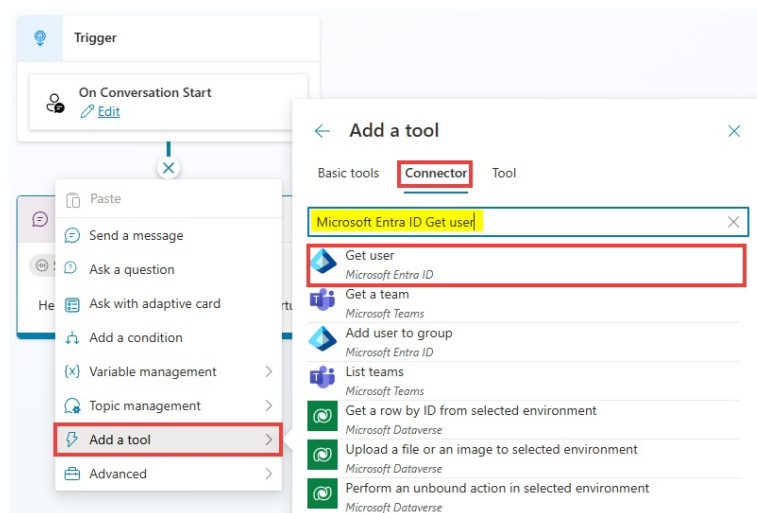 Trigger
On Conversation Start
Edit
Paste
Send a message
Ask a question
He
Ask with adaptive card
Add a condition
Variable management
Topic management
Add a tool
Advanced
Add a tool
Basic tools Connector Tool
Microsoft Entra ID Get user
Get user
Microsoft Entra ID
Get a team
Microsoft Teams
Add user to group
Microsoft Entra ID
List teams
Microsoft Teams
Get a row by ID from selected environment
Microsoft Dataverse
Upload a file or an image to selected environment
Microsoft Dataverse
Perform an unbound action in selected environment
Microsoft Dataverse